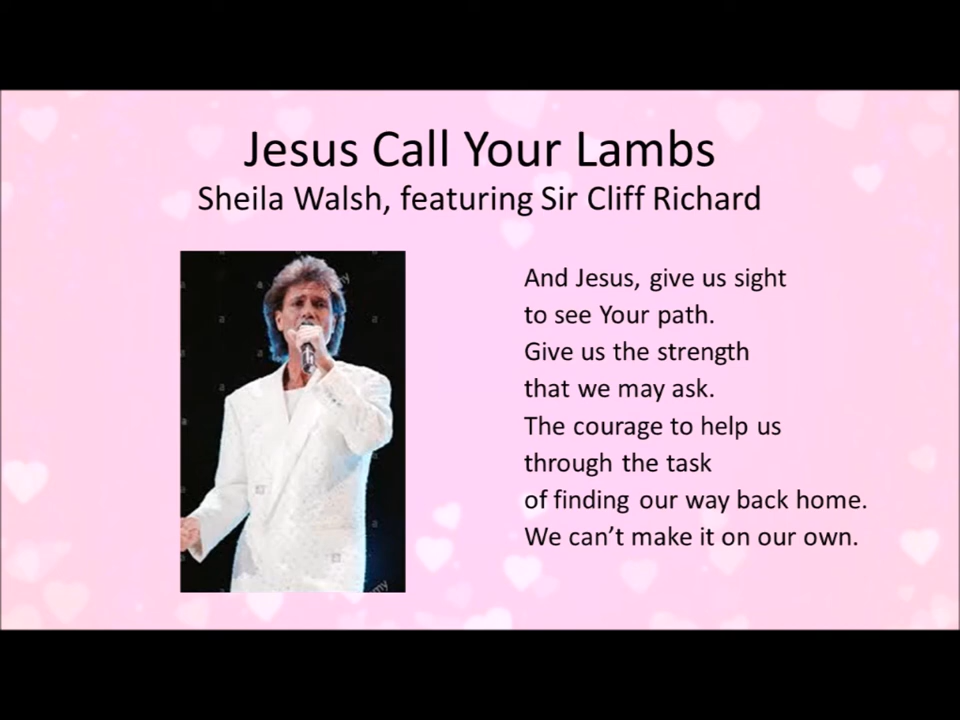 Jesus Call Your Lambs
Sheila Walsh, featuring Sir Cliff Richard
And Jesus, give us sight
to see Your path.
Give us the strength
that we may ask.
The courage to help us
through the task
of finding our way back home.
We can’t make it on our own.